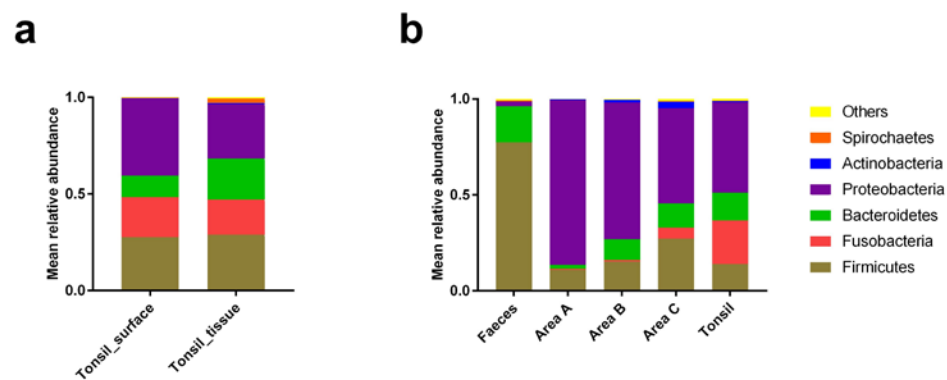 a
Mean relative abundance
1.0
0.5
0.0
Tonsil_surface
Tonsil_tissue
b
Mean relative abundance
1.0
0.5
0.0
Faeces
Area A
Area B
Area C
Tonsil
Others
Spirochaetes
Actinobacteria
Proteobacteria
Bacteroidetes
Fusobacteria
Firmicutes